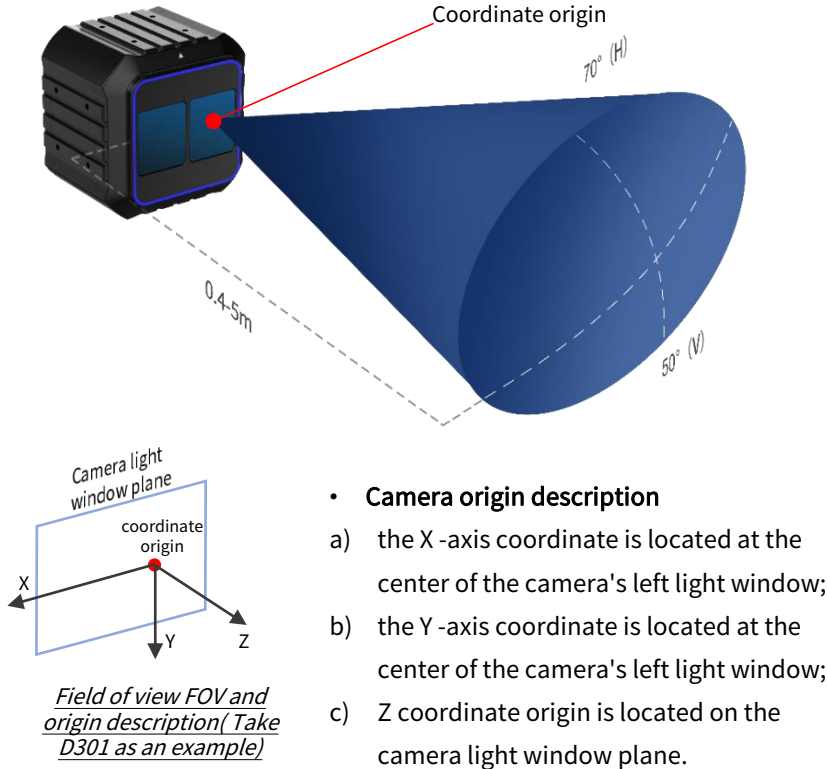 Coordinate origin
70° (H)
0.4-5m
50° (V)
Camera light
window plane
coordinate
origin
X
Y
Z
Field of view FOV and
origin description( Take
D301 as an example)
• Camera origin description
a) the X -axis coordinate is located at the
center of the camera's left light window;
b) the Y -axis coordinate is located at the
center of the camera's left light window;
c) Z coordinate origin is located on the
camera light window plane.